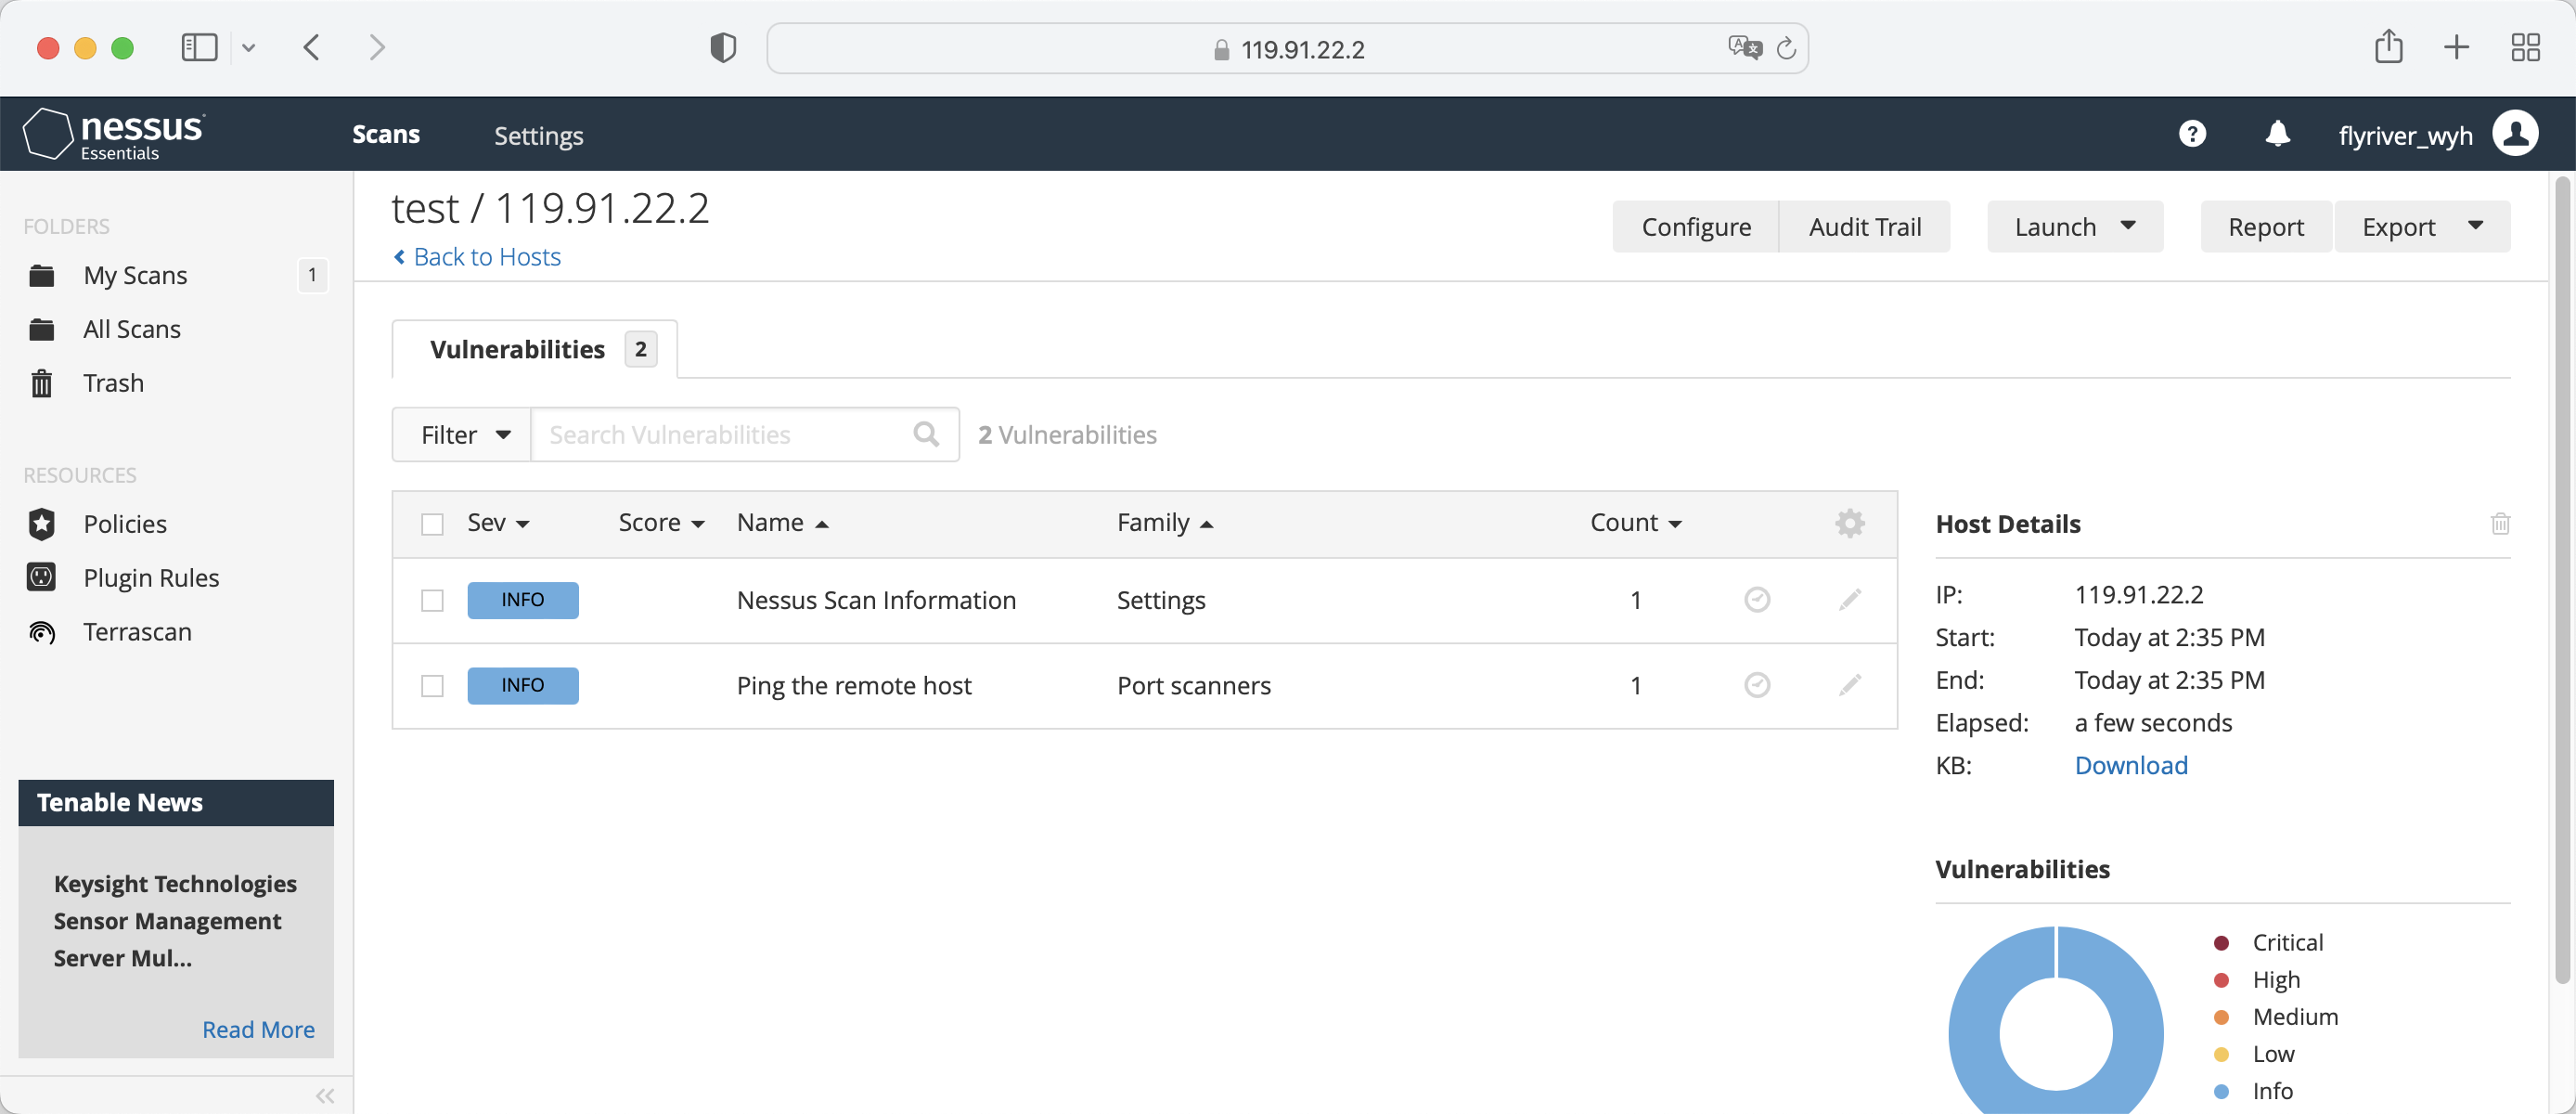 119.91.22.2
nessus
Essentials
Scans
Settings
flyriver_wyh
FOLDERS
My Scans 1
All Scans
Trash
RESOURCES
Policies
Plugin Rules
Terrascan
Tenable News
Keysight Technologies
Sensor Management
Server Mul...
Read More
test / 119.91.22.2
Back to Hosts
Configure
Audit Trail
Launch
Report
Export
Vulnerabilities 2
Filter
Search Vulnerabilities
2 Vulnerabilities
Sev Score Name Family Count
INFO Nessus Scan Information Settings 1
INFO Ping the remote host Port scanners 1
Host Details
IP: 119.91.22.2
Start: Today at 2:35 PM
End: Today at 2:35 PM
Elapsed: a few seconds
KB: Download
Vulnerabilities
Critical
High
Medium
Low
Info